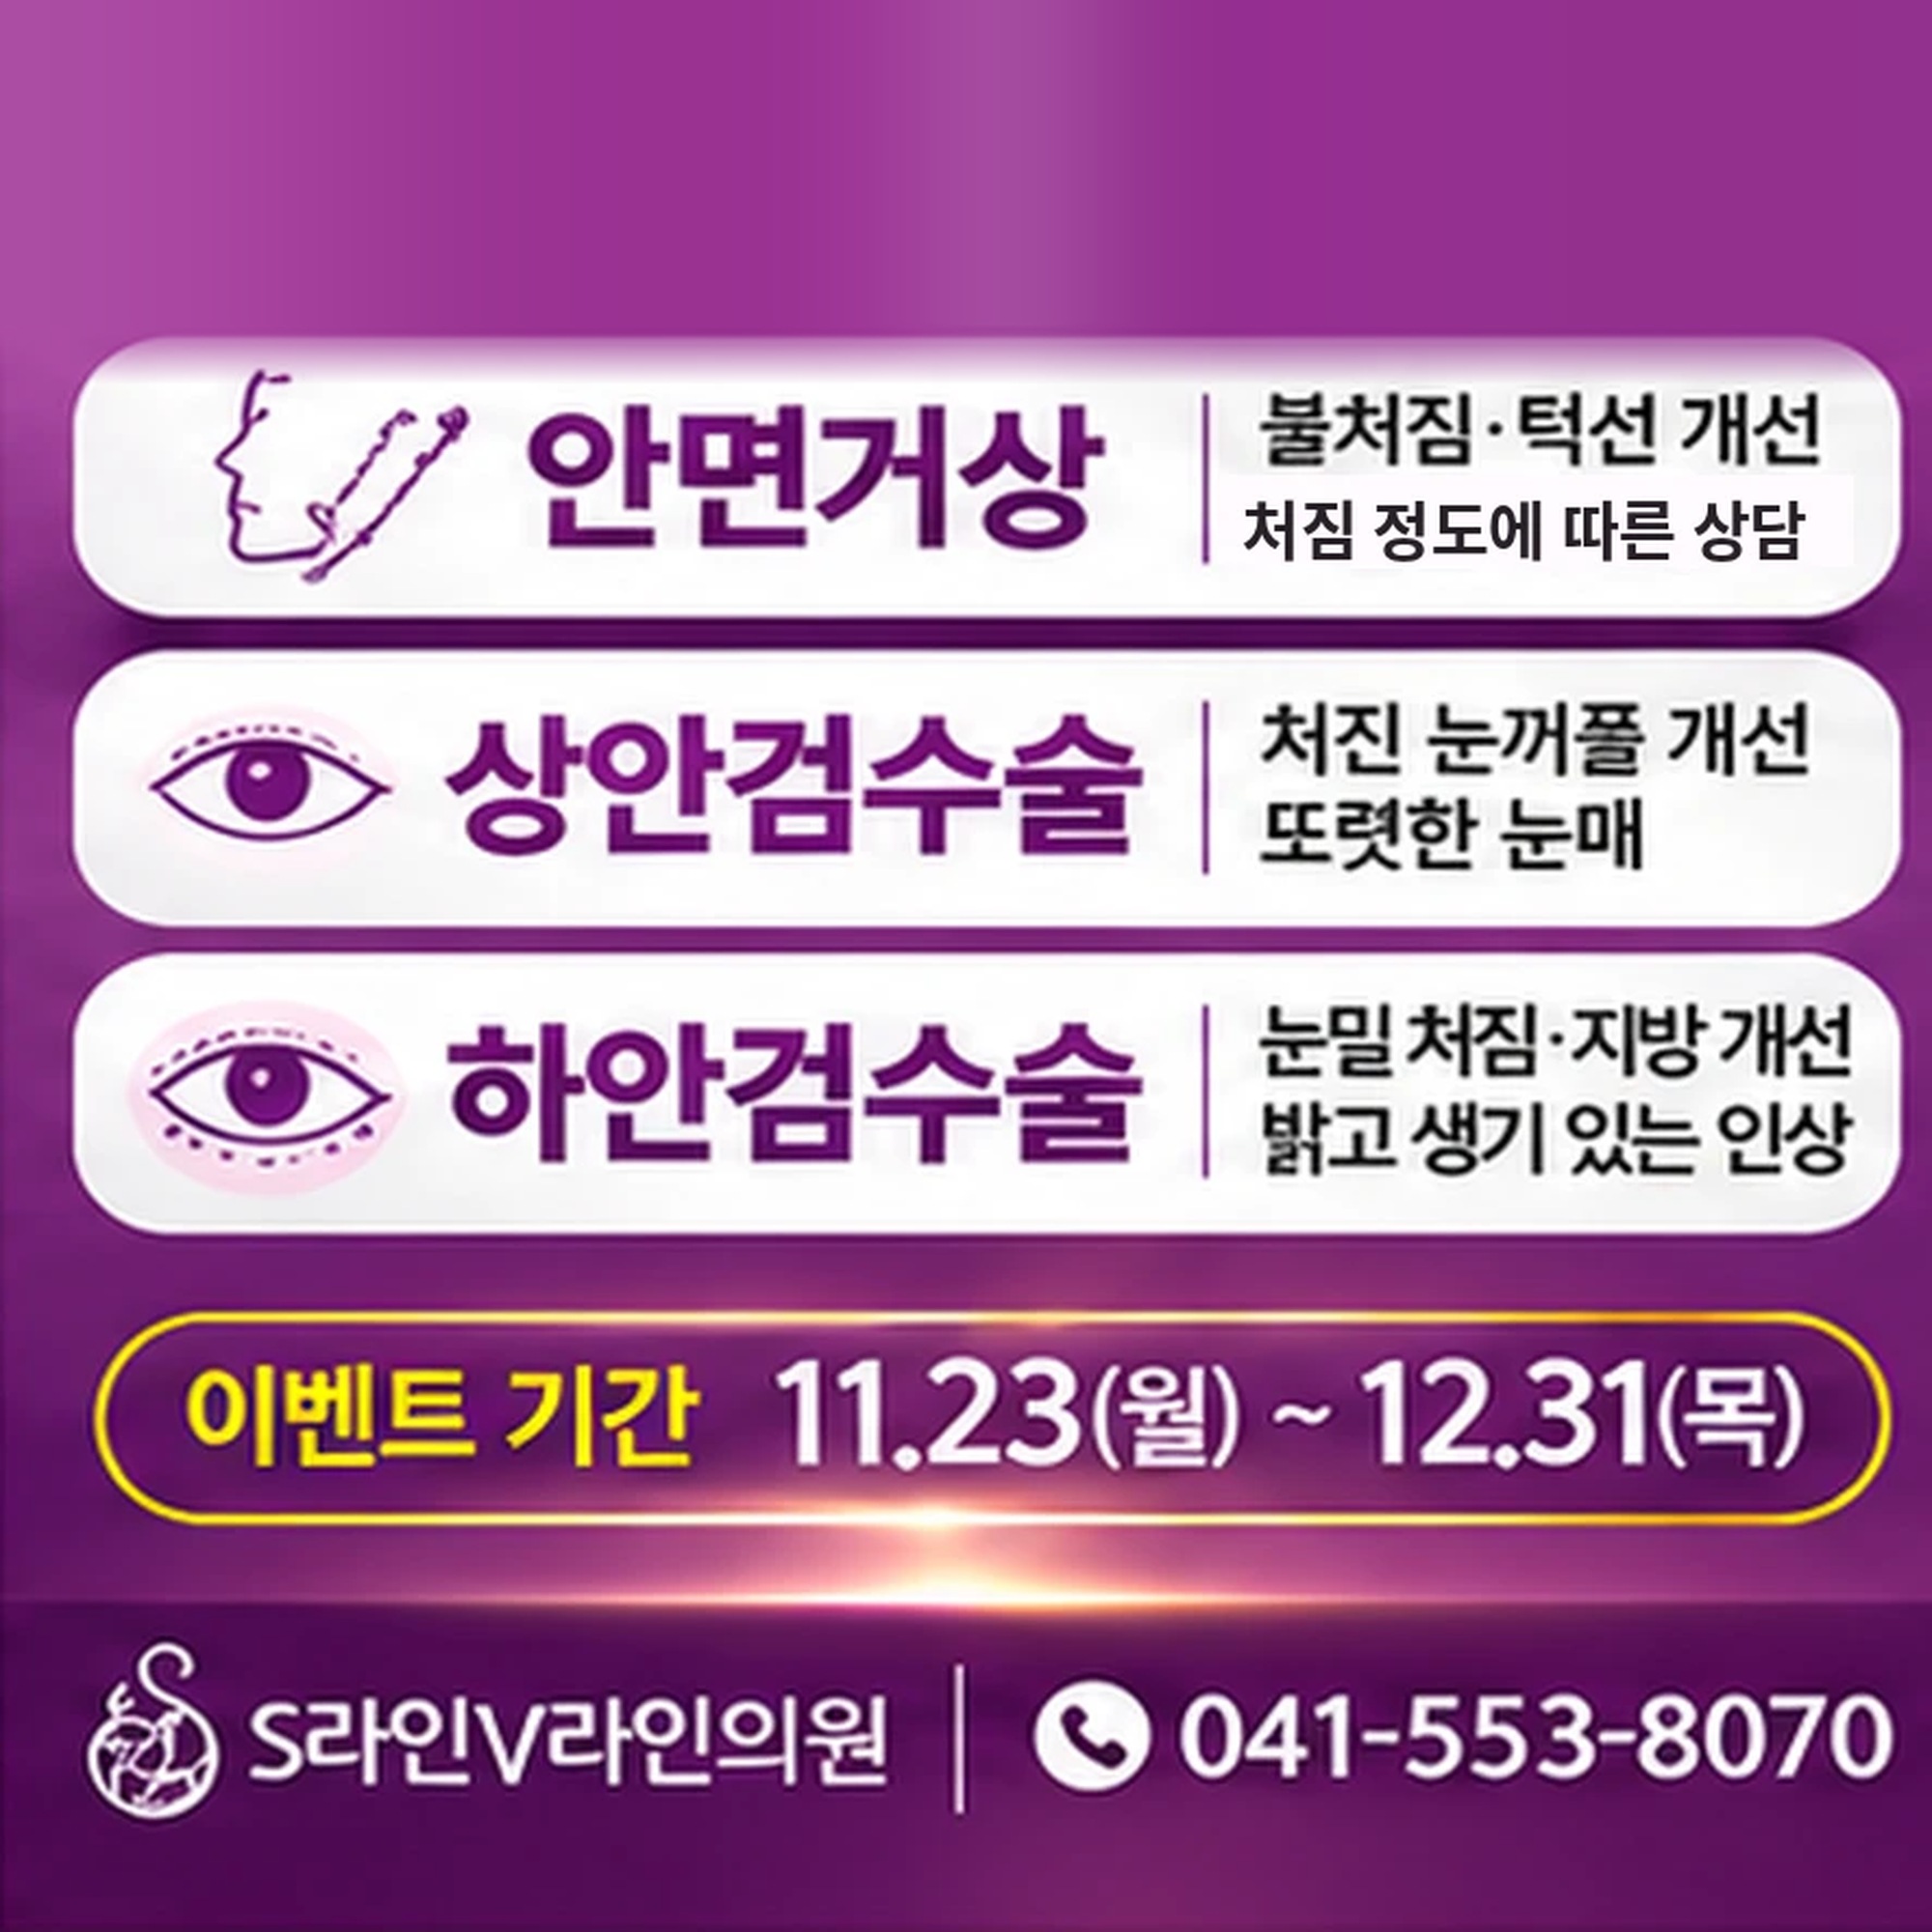 안면거상
불처짐·턱선 개선
처짐 정도에 따른 상담
상안검수술
처진 눈꺼풀 개선
또렷한 눈매
하안검수술
눈밀 처짐·지방 개선
밝고 생기 있는 인상
이벤트 기간 11.23(월) ~ 12.31(목)
S라인V라인의원 041-553-8070